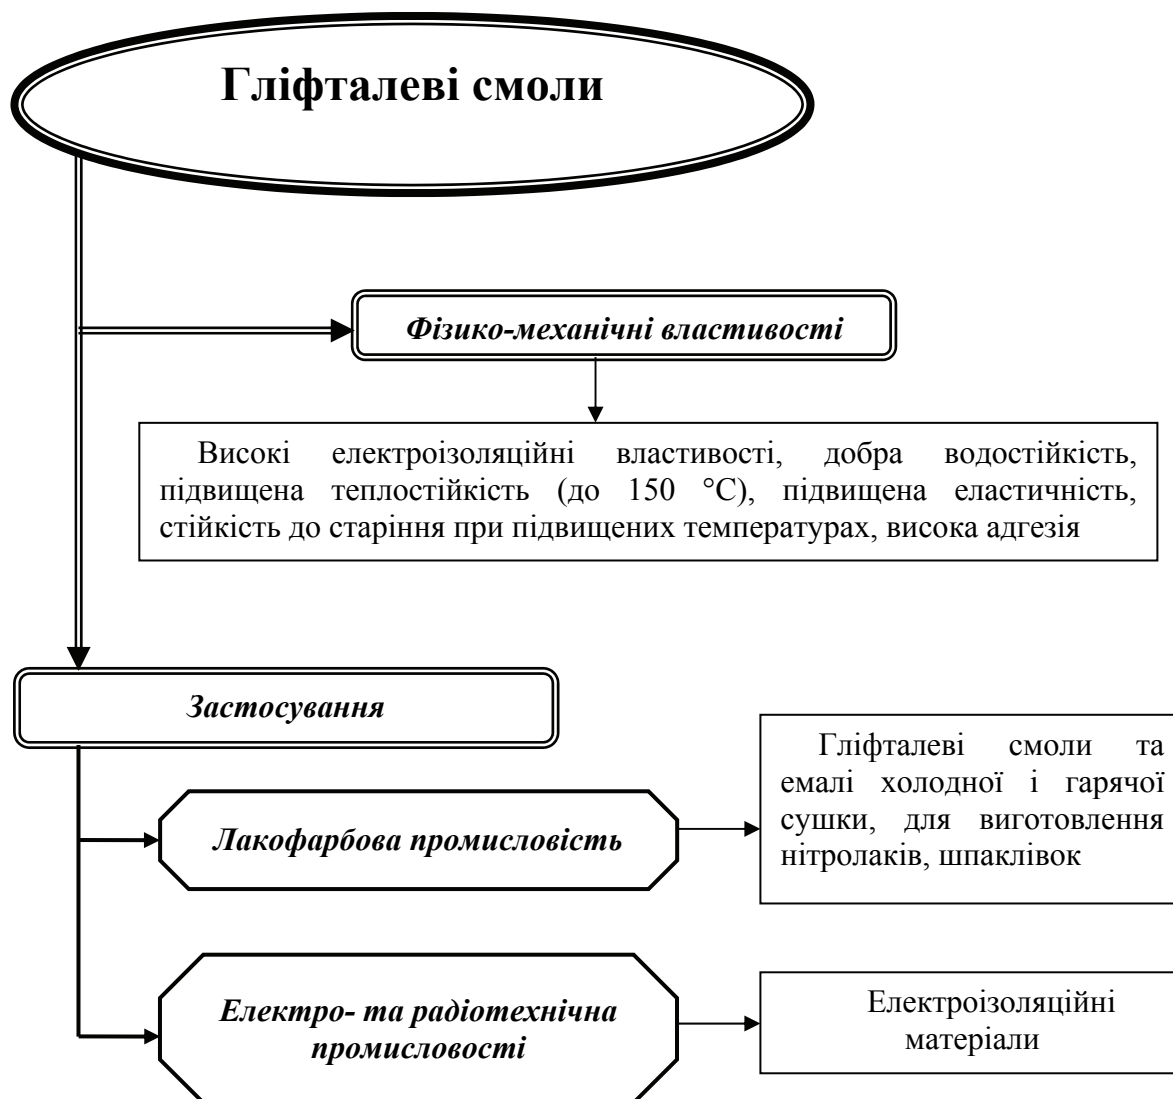 Гліфталеві смоли
Фізико-механічні властивості
Високі електроізоляційні властивості, добра водостійкість,
підвищена теплостійкість (до 150 °С), підвищена еластичність,
стійкість до старіння при підвищених температурах, висока адгезія
Застосування
Лакофарбова промисловість
Гліфталеві смоли та
емалі холодної і гарячої
сушки, для виготовлення
нітролаків, шпаклівок
Електро- та радіотехнічна
промисловості
Електроізоляційні
матеріали